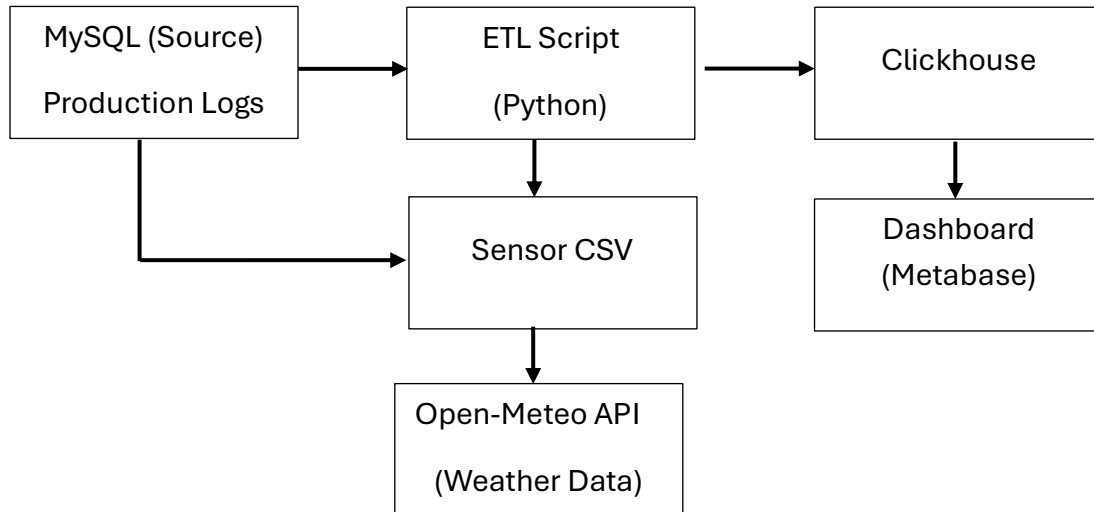 MySQL (Source)
Production Logs
ETL Script
(Python)
Clickhouse
Sensor CSV
Dashboard
(Metabase)
Open-Meteo API
(Weather Data)